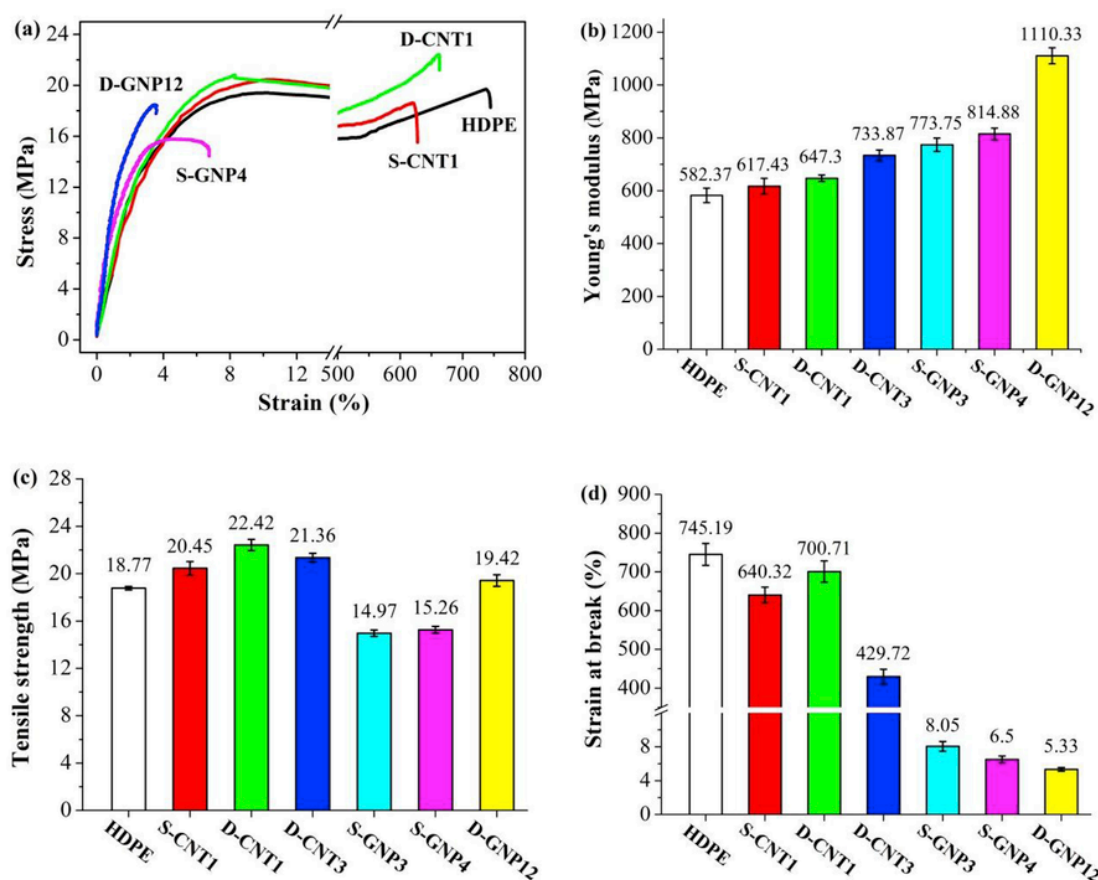 (a)
24
20
16
12
8
4
0
Stress (MPa)
D-GNP12
S-GNP4
D-CNT1
HDPE
S-CNT1
0 4 8 12 500 600 700 800
Strain (%)
(b)
1200
1000
800
600
400
200
0
Young's modulus (MPa)
582.37
617.43
647.3
733.87
773.75
814.88
1110.33
HDPE
S-CNT1
D-CNT1
D-CNT3
S-GNP3
S-GNP4
D-GNP12
(c)
28
24
20
16
12
8
4
0
Tensile strength (MPa)
18.77
20.45
22.42
21.36
14.97
15.26
19.42
HDPE
S-CNT1
D-CNT1
D-CNT3
S-GNP3
S-GNP4
D-GNP12
(d)
900
800
700
600
500
400
8
4
0
Strain at break (%)
745.19
640.32
700.71
429.72
8.05
6.5
5.33
HDPE
S-CNT1
D-CNT1
D-CNT3
S-GNP3
S-GNP4
D-GNP12